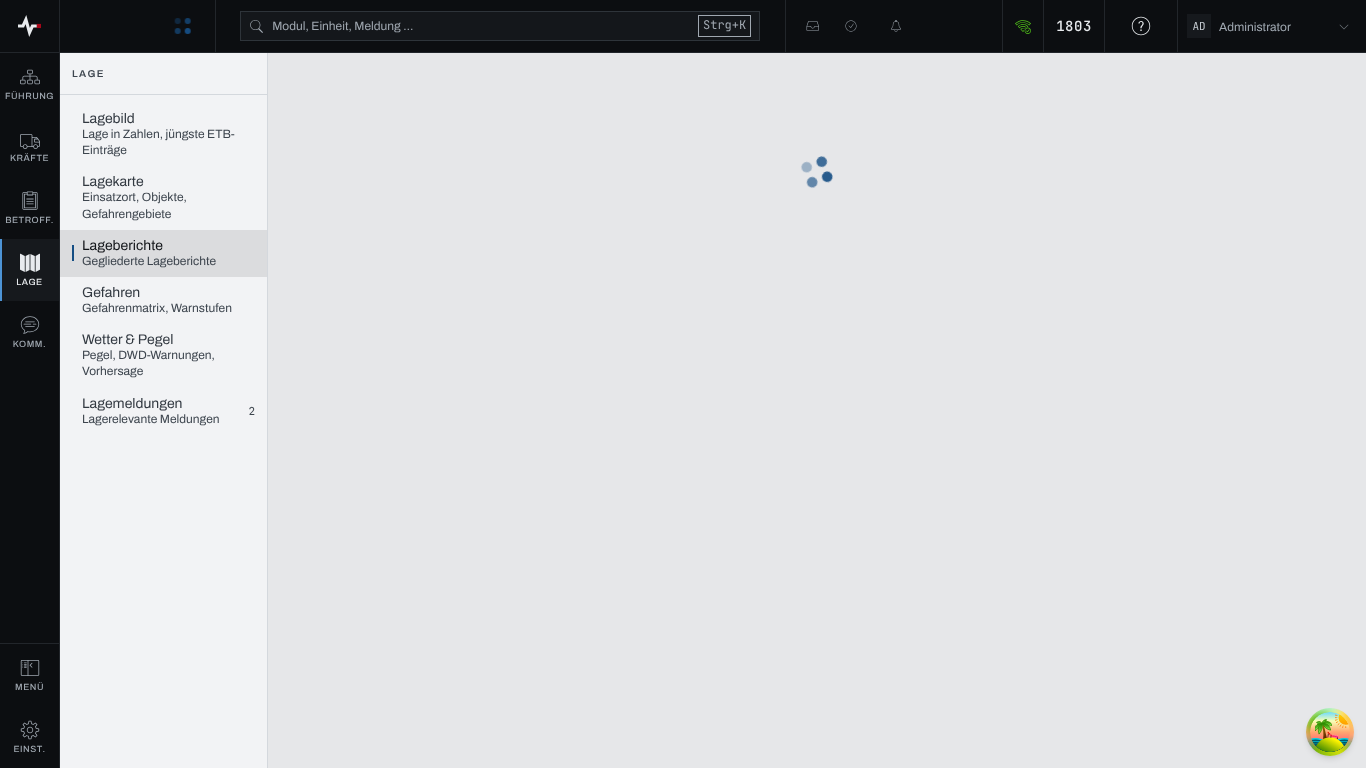 Modul, Einheit, Meldung ...
Strg+K
1803
?
AD
Administrator
FÜHRUNG
KRÄFTE
BETROFF.
LAGE
KOMM.
MENÜ
EINST.
LAGE
Lagebild
Lage in Zahlen, jüngste ETB-
Einträge
Lagekarte
Einsatzort, Objekte,
Gefahrengebiete
Lageberichte
Gegliederte Lageberichte
Gefahren
Gefahrenmatrix, Warnstufen
Wetter & Pegel
Pegel, DWD-Warnungen,
Vorhersage
Lagemeldungen
Lagerelevante Meldungen
2